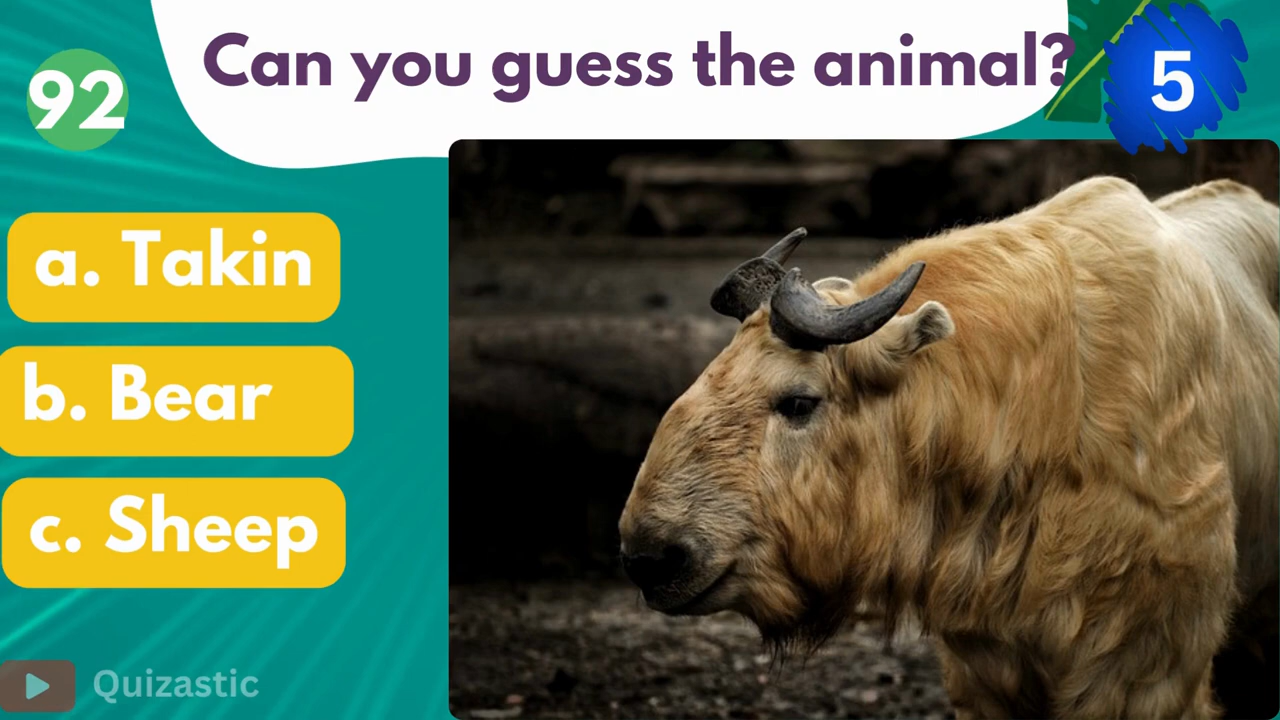 92
Can you guess the animal?
5
a. Takin
b. Bear
c. Sheep
Quizastic